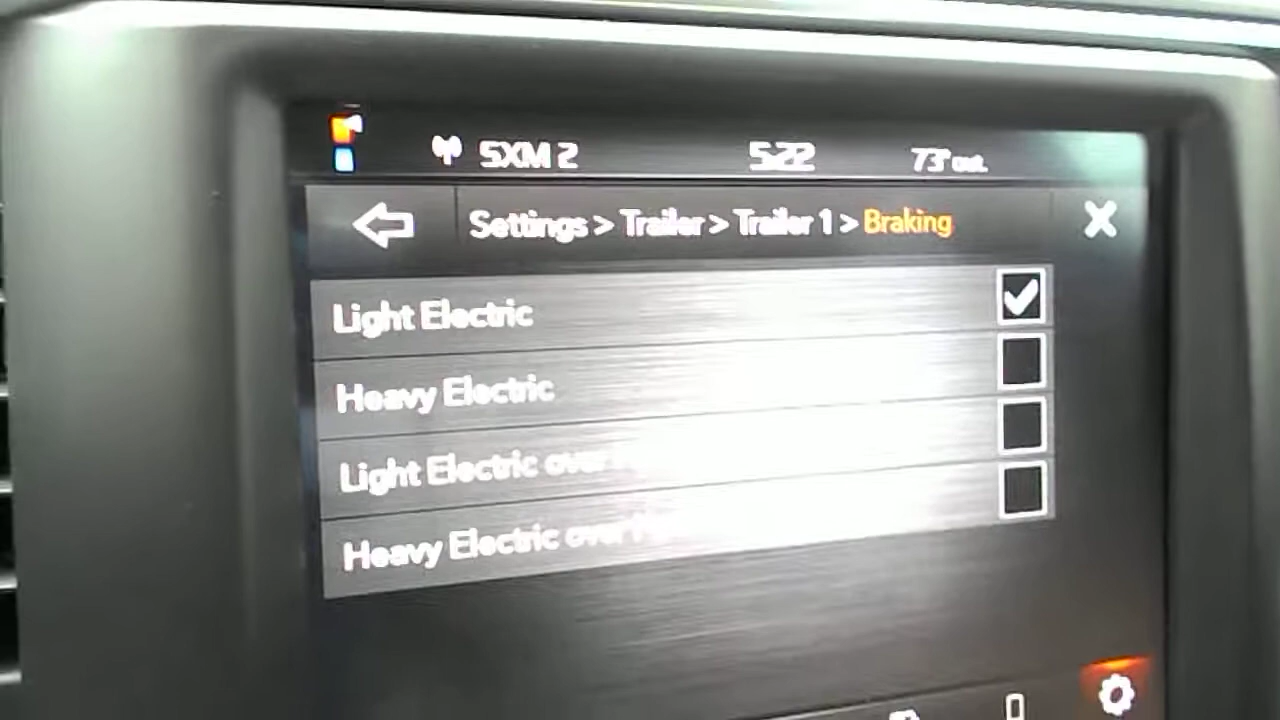 SXM 2 5:22 73° out.
Settings > Trailer > Trailer 1 > Braking
Light Electric
Heavy Electric
Light Electric over
Heavy Electric over